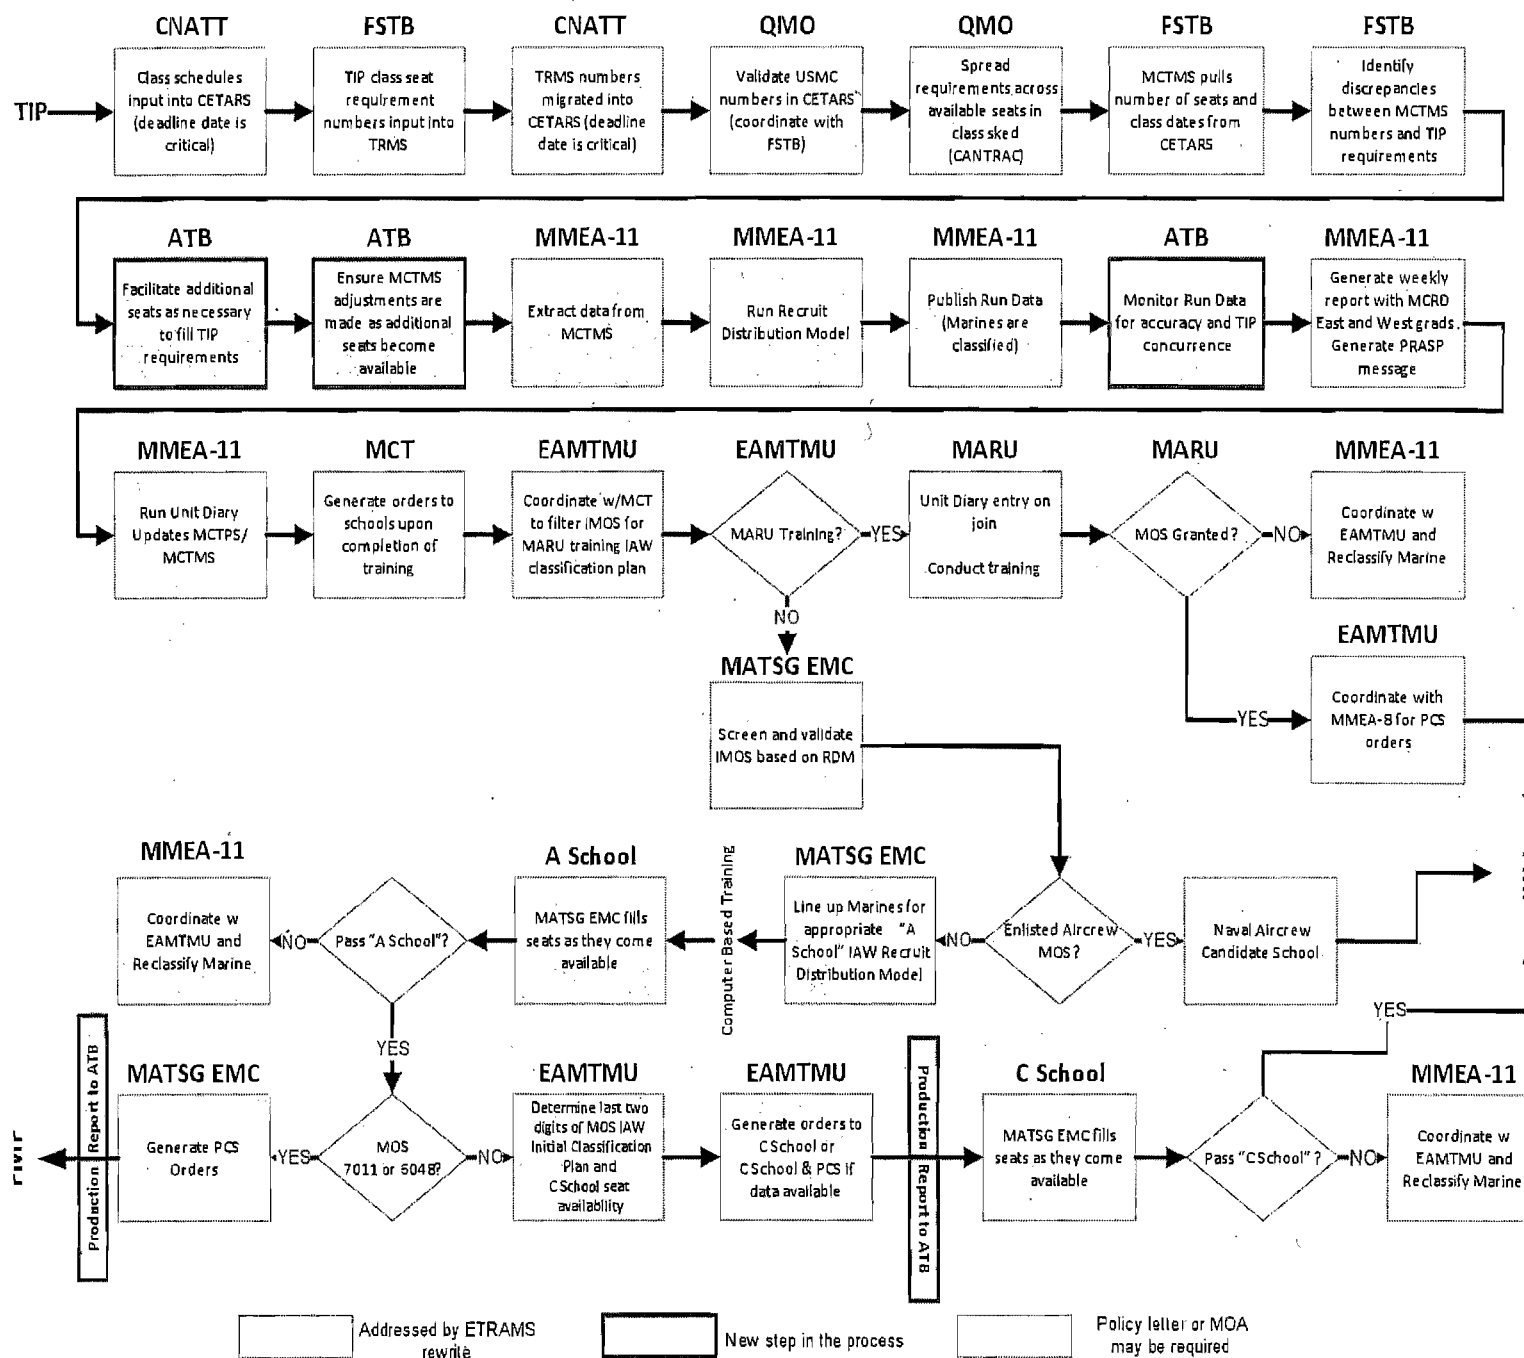 TIP
CNATT
Class schedules
input into CETARS
(deadline date is
critical)
FSTB
TIP class seat
requirement
numbers input into
TRMS
CNATT
TRMS numbers
migrated into
CETARS (deadline
date is critical)
QMO
Validate USMC
numbers in CETARS
(coordinate with
FSTB)
QMO
Spread
requirements across
available seats in
class sked
(CANTRAC)
FSTB
MCTMS pulls
number of seats and
class dates from
CETARS
FSTB
Identify
discrepancies
between MCTMS
numbers and TIP
requirements
ATB
Facilitate additional
seats as necessary
to fill TIP
requirements
ATB
Ensure MCTMS
adjustments are
made as additional
seats become
available
MMEA-11
Extract data from
MCTMS
MMEA-11
Run Recruit
Distribution Model
MMEA-11
Publish Run Data
(Marines are
classified)
ATB
Monitor Run Data
for accuracy and TIP
concurrence
MMEA-11
Generate weekly
report with MCRD
East and West grads.
Generate PRASP
message
MMEA-11
Run Unit Diary
Updates MCTPS/
MCTMS
MCT
Generate orders to
schools upon
completion of
training
EAMTMU
Coordinate w/MCT
to filter IMOS for
MARU training IAW
classification plan
EAMTMU
MARU Training?
YES
NO
MARU
Unit Diary entry on
join
Conduct training
MARU
MOS Granted?
NO
YES
MMEA-11
Coordinate w
EAMTMU and
Reclassify Marine
EAMTMU
Coordinate with
MMEA-8 for PCS
orders
MATSG EMC
Screen and validate
IMOS based on RDM
MMEA-11
Coordinate w
EAMTMU and
Reclassify Marine
NO
Pass "A School"?
YES
A School
MATSG EMC fills
seats as they come
available
Computer Based Training
MATSG EMC
Line up Marines for
appropriate "A
School" IAW Recruit
Distribution Model
NO
Enlisted Aircrew
MOS?
YES
Naval Aircrew
Candidate School
Production Report to ATB
MATSG EMC
Generate PCS
Orders
YES
MOS
7011 or 6048?
NO
EAMTMU
Determine last two
digits of MOS IAW
Initial Classification
Plan and
C School seat
availability
EAMTMU
Generate orders to
C School or
C School & PCS if
data available
Production Report to ATB
C School
MATSG EMC fills
seats as they come
available
Pass "C School"?
YES
NO
MMEA-11
Coordinate w
EAMTMU and
Reclassify Marine
Addressed by ETRAMS
rewrite
New step in the process
Policy letter or MOA
may be required